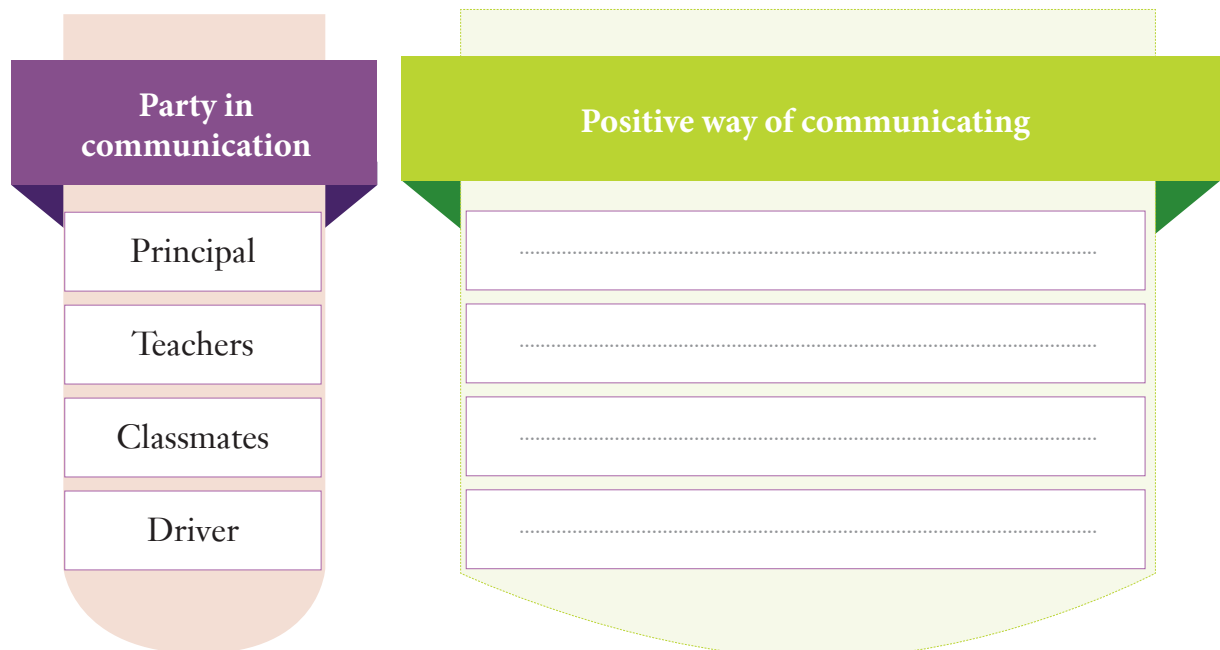 Party in
communication
Positive way of communicating
Principal
Teachers
Classmates
Driver